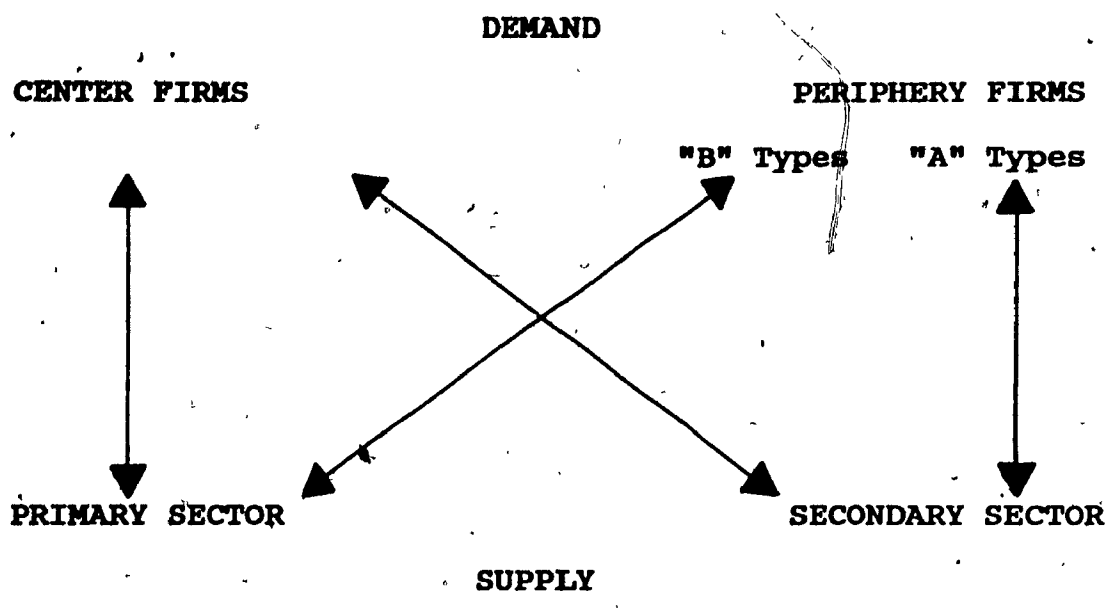 DEMAND
CENTER FIRMS PERIPHERY FIRMS
"B" Types "A" Types
PRIMARY SECTOR SECONDARY SECTOR
SUPPLY